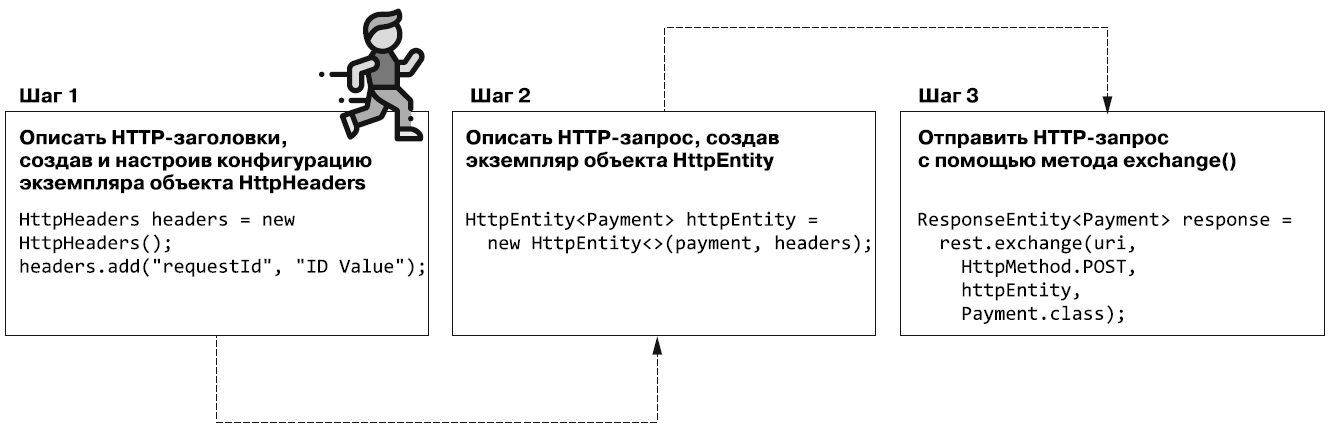 Шаг 1
Описать HTTP-заголовки,
создав и настроив конфигурацию
экземпляра объекта HttpHeaders
HttpHeaders headers = new
HttpHeaders();
headers.add("requestId", "ID Value");
Шаг 2
Описать HTTP-запрос, создав
экземпляр объекта HttpEntity
HttpEntity<Payment> httpEntity =
new HttpEntity<>(payment, headers);
Шаг 3
Отправить HTTP-запрос
с помощью метода exchange()
ResponseEntity<Payment> response =
rest.exchange(uri,
HttpMethod.POST,
httpEntity,
Payment.class);